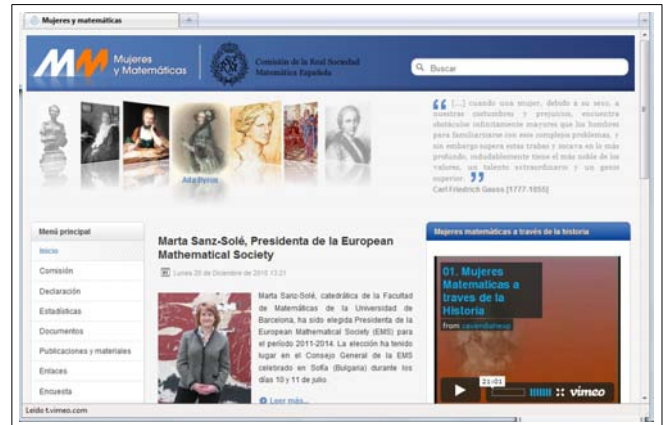 Mujeres y matemáticas
Mujeres
y Matemáticas
Comisión de la Real Sociedad
Matemática Española
Buscar
[...] cuando una mujer, debido a su sexo, a
nuestras costumbres y prejuicios, encuentra
obstáculos infinitamente mayores que los hombres
para familiarizarse con esos complejos problemas, y
sin embargo supera estas trabas y socava en lo más
profundo, indudablemente tiene el más noble de los
valores, un talento extraordinario y un genio
superior.
Carl Friedrich Gauss [1777-1855]
Ada Byron
Menú principal
Inicio
Comisión
Declaración
Estadísticas
Documentos
Publicaciones y materiales
Enlaces
Encuesta
Marta Sanz-Solé, Presidenta de la European
Mathematical Society
Lunes 20 de Diciembre de 2010 13:21
Marta Sanz-Solé, catedrática de la Facultad
de Matemáticas de la Universidad de
Barcelona, ha sido elegida Presidenta de la
European Mathematical Society (EMS) para
el período 2011-2014. La elección ha tenido
lugar en el Consejo General de la EMS
celebrado en Sofía (Bulgaria) durante los
días 10 y 11 de julio.
Leer más...
Mujeres matemáticas a través de la historia
01. Mujeres
Matematicas a
traves de la
Historia
from
21:01
vimeo
Leido t.vimeo.com